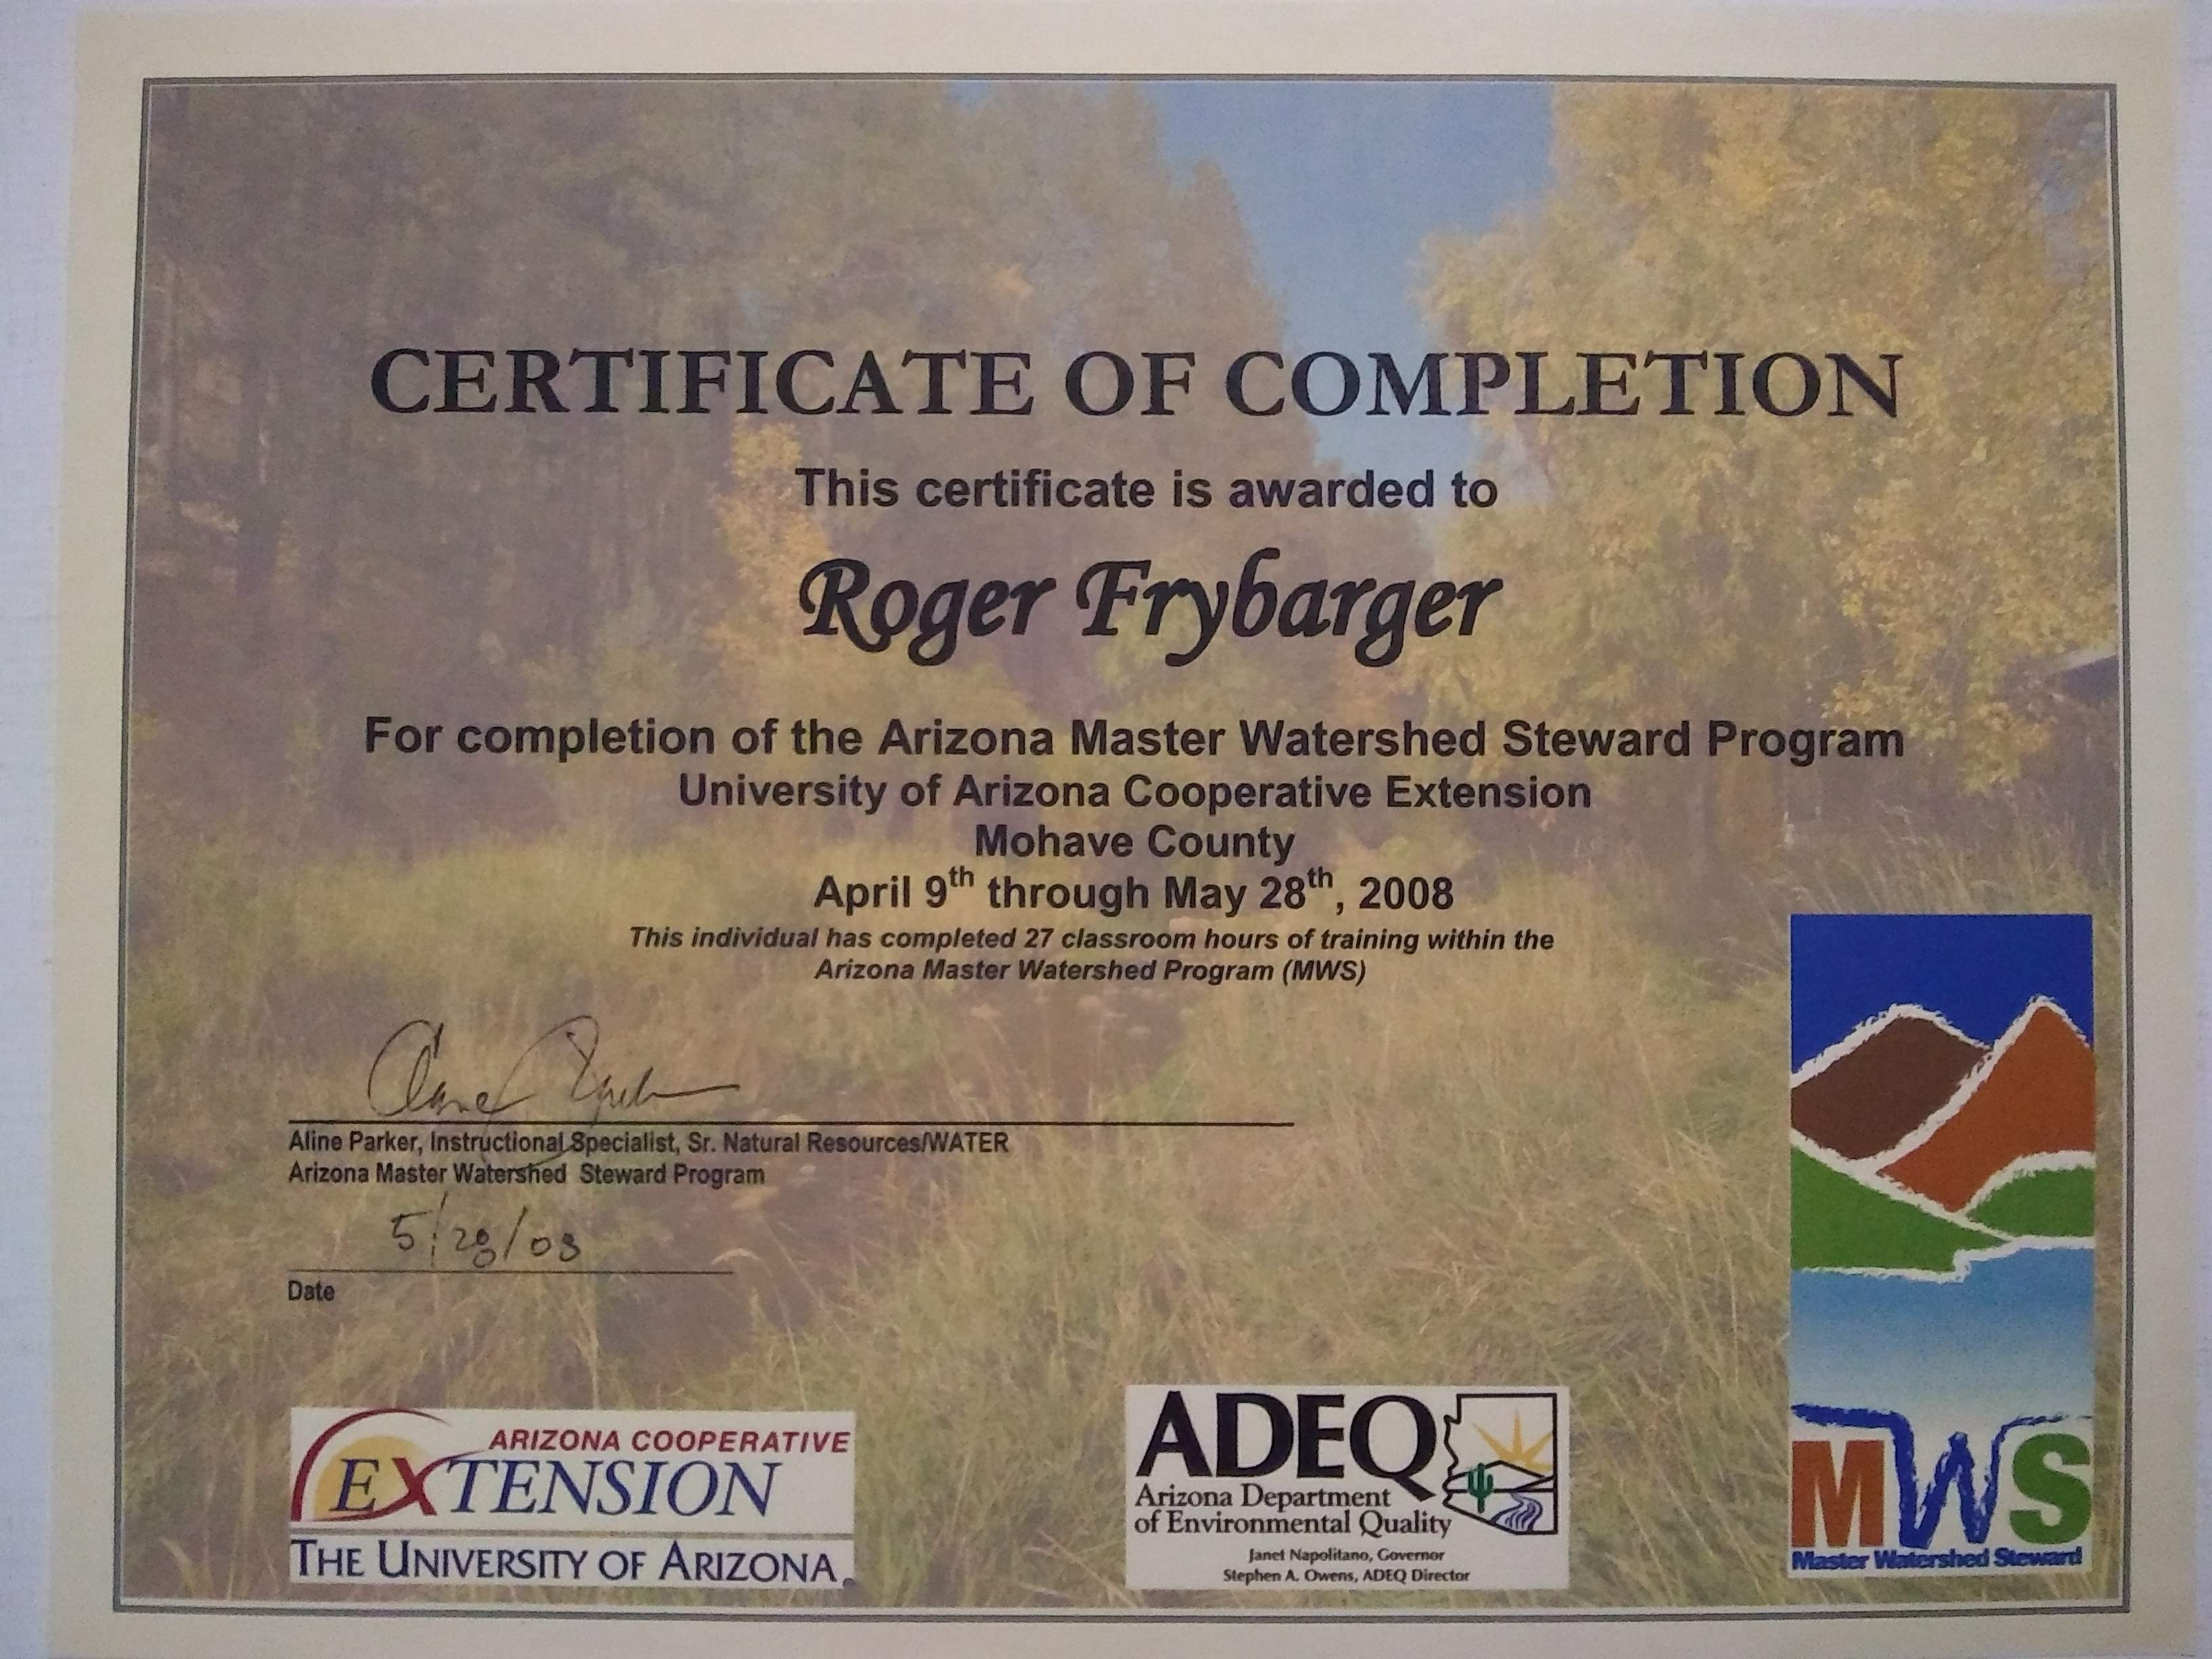 CERTIFICATE OF COMPLETION
This certificate is awarded to
Roger Frybarger
For completion of the Arizona Master Watershed Steward Program
University of Arizona Cooperative Extension
Mohave County
April 9th through May 28th, 2008
This individual has completed 27 classroom hours of training within the
Arizona Master Watershed Program (MWS)
Aline Parker, Instructional Specialist, Sr. Natural Resources/WATER
Arizona Master Watershed Steward Program
5/28/08
Date
ARIZONA COOPERATIVE
EXTENSION
THE UNIVERSITY OF ARIZONA
ADEQ
Arizona Department
of Environmental Quality
Janet Napolitano, Governor
Stephen A. Owens, ADEQ Director
MWS
Master Watershed Steward